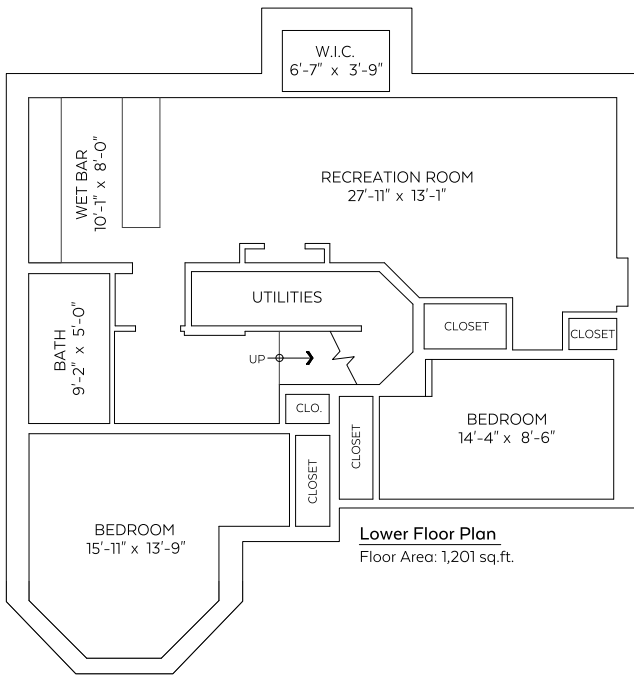 W.I.C.
6'-7" x 3'-9"
WET BAR
10'-1" x 8'-0"
RECREATION ROOM
27'-11" x 13'-1"
UTILITIES
BATH
9'-2" x 5'-0"
CLOSET
CLOSET
UP
CLO.
BEDROOM
14'-4" x 8'-6"
CLOSET
CLOSET
BEDROOM
15'-11" x 13'-9"
Lower Floor Plan
Floor Area: 1,201 sq.ft.